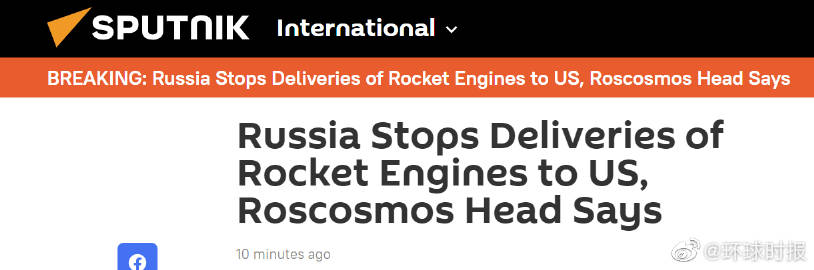 SPUTNIK International
BREAKING: Russia Stops Deliveries of Rocket Engines to US, Roscosmos Head Says
Russia Stops Deliveries of
Rocket Engines to US,
Roscosmos Head Says
10 minutes ago
@环球时报